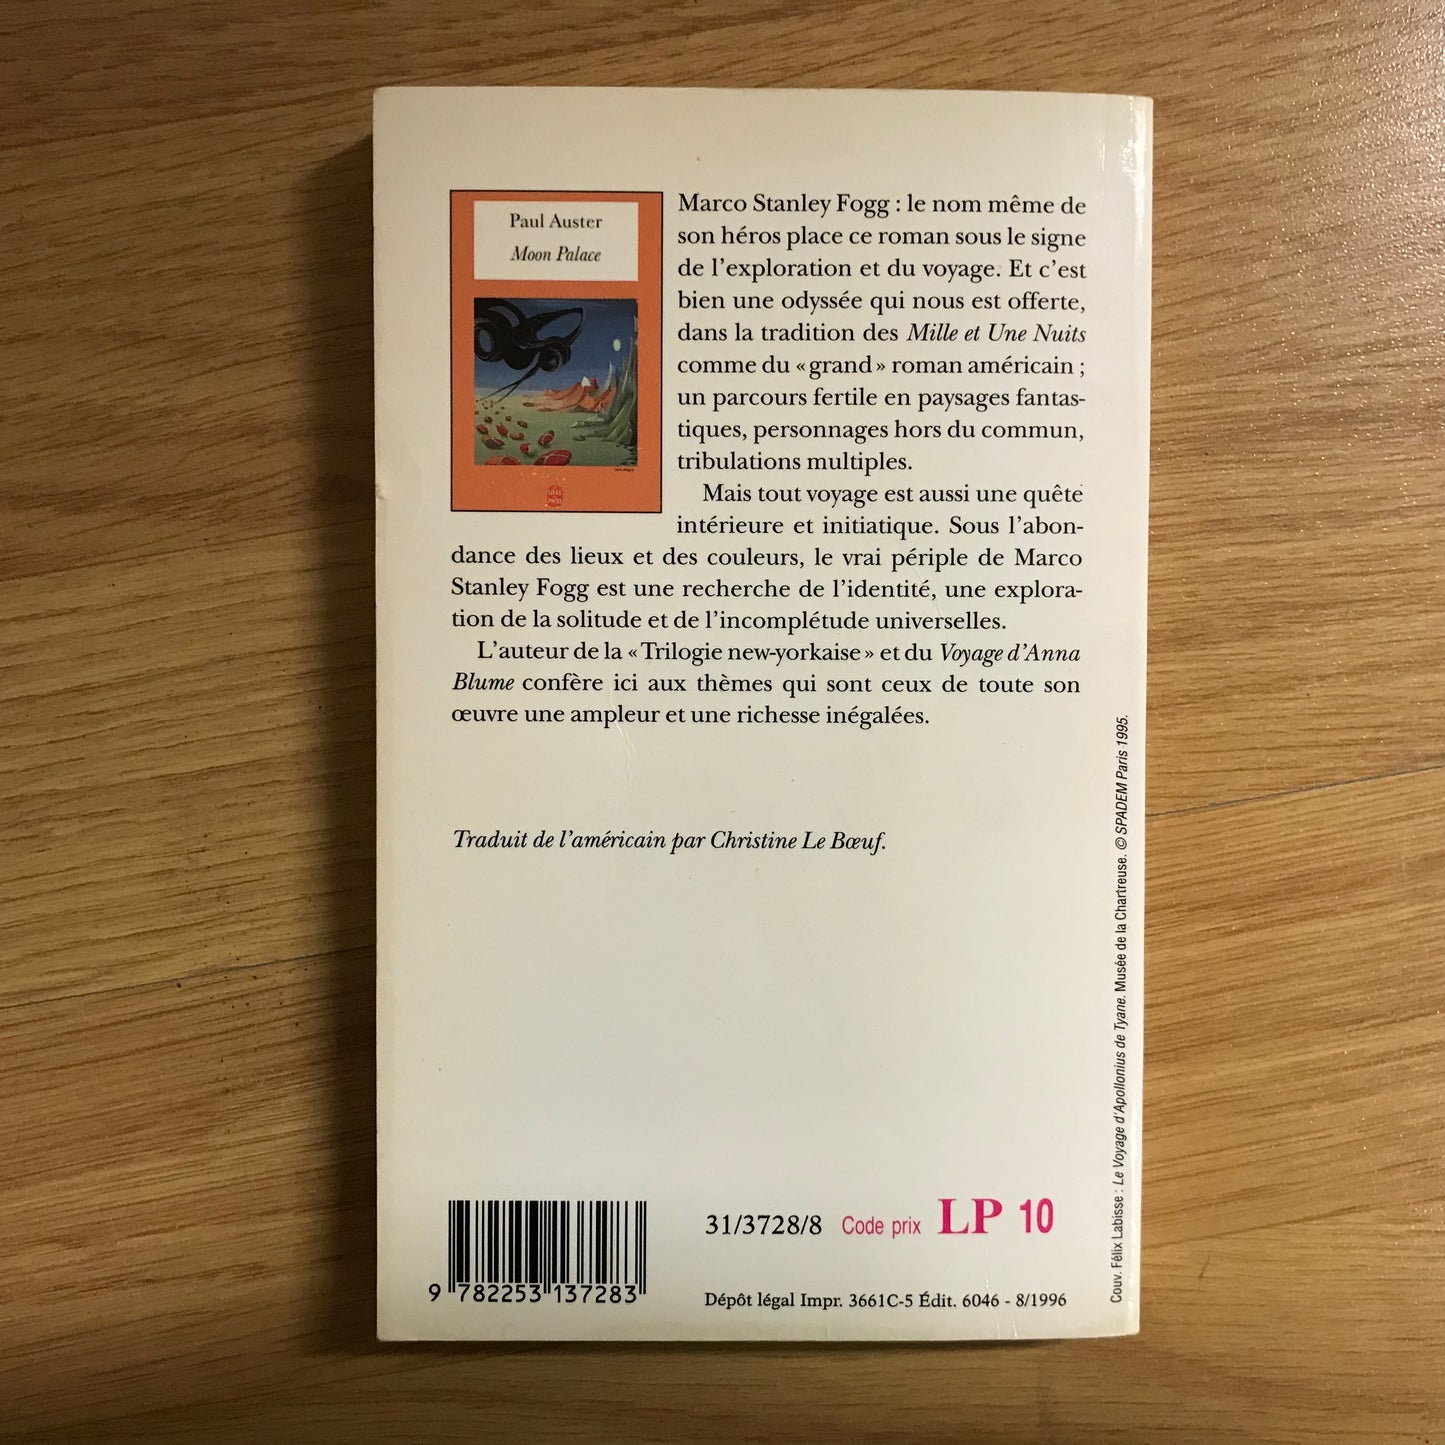 Paul Auster
Moon Palace
Marco Stanley Fogg : le nom même de
son héros place ce roman sous le signe
de l'exploration et du voyage. Et c'est
bien une odyssée qui nous est offerte,
dans la tradition des Mille et Une Nuits
comme du « grand » roman américain ;
un parcours fertile en paysages fantas-
tiques, personnages hors du commun,
tribulations multiples.
Mais tout voyage est aussi une quête
intérieure et initiatique. Sous l'abon-
dance des lieux et des couleurs, le vrai périple de Marco
Stanley Fogg est une recherche de l'identité, une explora-
tion de la solitude et de l'incomplétude universelles.
L'auteur de la « Trilogie new-yorkaise » et du Voyage d'Anna
Blume confère ici aux thèmes qui sont ceux de toute son
œuvre une ampleur et une richesse inégalées.
Traduit de l'américain par Christine Le Bœuf.
9 782253 137283
31/3728/8 Code prix LP 10
Dépôt légal Impr. 3661C-5 Édit. 6046 - 8/1996
Couv. Félix Labisse : Le Voyage d'Apollonius de Tyane. Musée de la Chartreuse. © SPADEM Paris 1995.